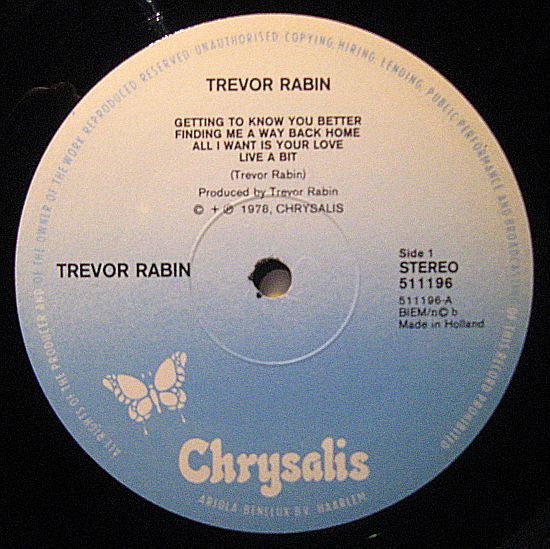 TREVOR RABIN
GETTING TO KNOW YOU BETTER
FINDING ME A WAY BACK HOME
ALL I WANT IS YOUR LOVE
LIVE A BIT
(Trevor Rabin)
Produced by Trevor Rabin
© + ℗ 1978, CHRYSALIS
TREVOR RABIN
Side 1
STEREO
511196
511196-A
BIEM/n©b
Made in Holland
Chrysalis
ARIOLA BENELUX B.V. HAARLEM
ALL RIGHTS OF THE PRODUCER AND OF THE OWNER OF THE WORK REPRODUCED RESERVED UNAUTHORISED COPYING, HIRING, LENDING, PUBLIC PERFORMANCE AND BROADCASTING OF THIS RECORD PROHIBITED